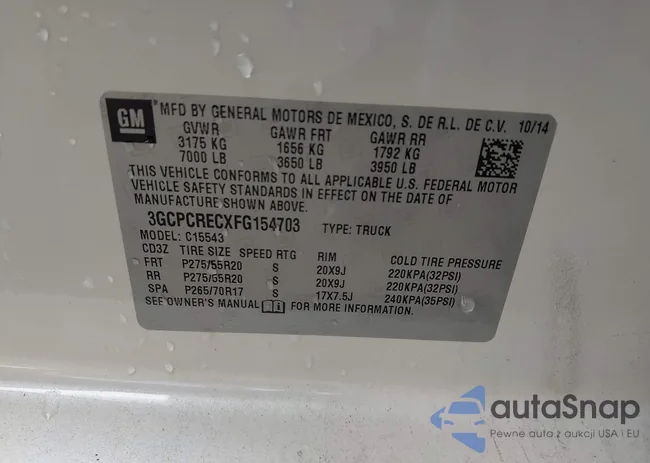 GM
MFD BY GENERAL MOTORS DE MEXICO, S. DE R.L. DE C.V. 10/14
GVWR GAWR FRT GAWR RR
3175 KG 1656 KG 1792 KG
7000 LB 3650 LB 3950 LB
THIS VEHICLE CONFORMS TO ALL APPLICABLE U.S. FEDERAL MOTOR
VEHICLE SAFETY STANDARDS IN EFFECT ON THE DATE OF
MANUFACTURE SHOWN ABOVE.
3GCPCRECXFG154703 TYPE: TRUCK
MODEL: C15543
CD3Z TIRE SIZE SPEED RTG RIM COLD TIRE PRESSURE
FRT P275/55R20 S 20X9J 220KPA(32PSI)
RR P275/55R20 S 20X9J 220KPA(32PSI)
SPA P265/70R17 S 17X7.5J 240KPA(35PSI)
SEE OWNER'S MANUAL FOR MORE INFORMATION.
autoSnap
Pewne auta z aukcji USA i EU